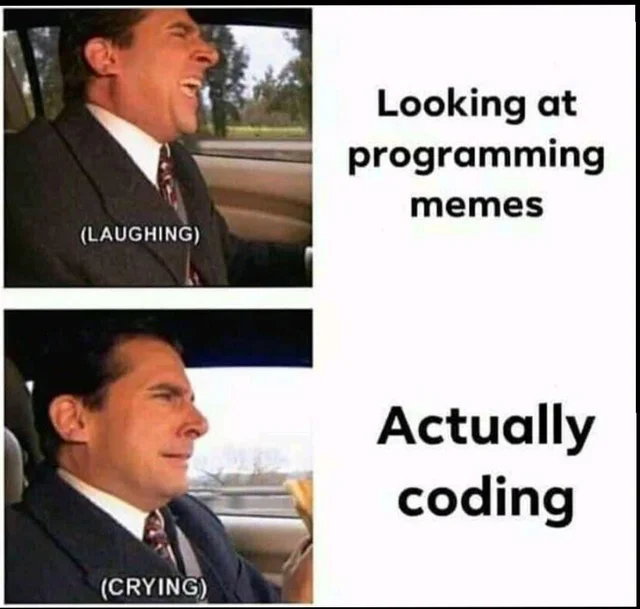 Looking at
programming
memes
(LAUGHING)
Actually
coding
(CRYING)